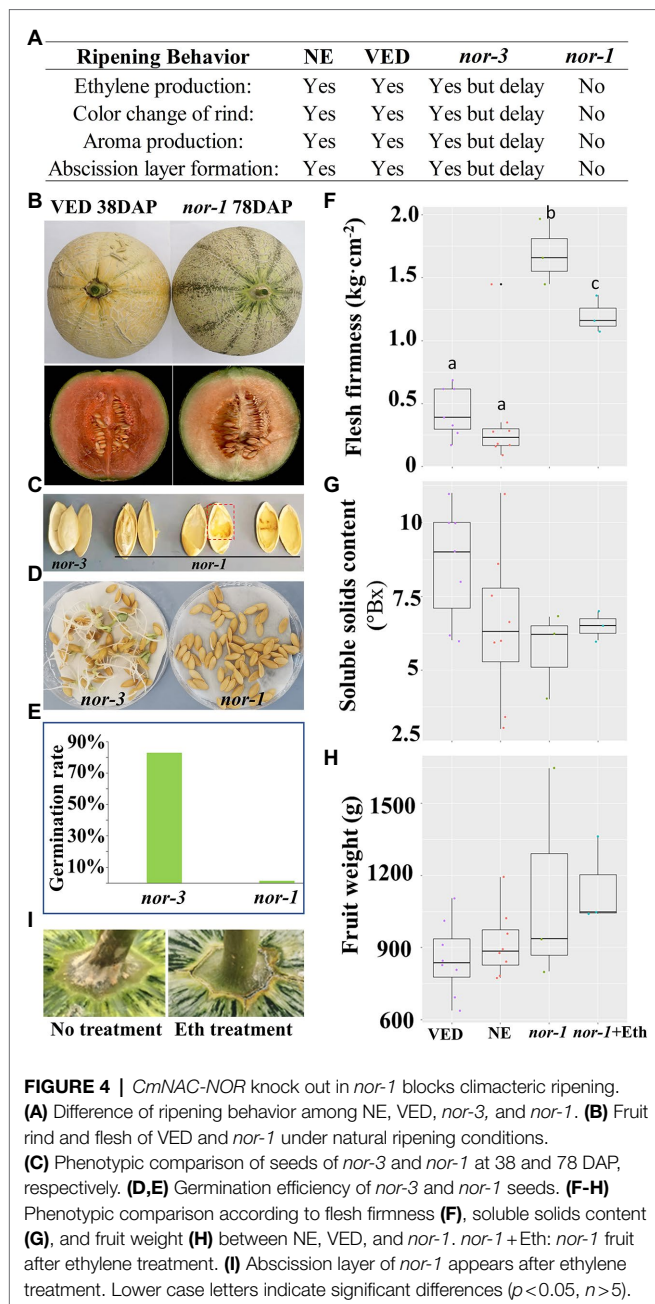 A
Ripening Behavior NE VED nor-3 nor-1
Ethylene production: Yes Yes Yes but delay No
Color change of rind: Yes Yes Yes but delay No
Aroma production: Yes Yes Yes but delay No
Abscission layer formation: Yes Yes Yes but delay No
B
VED 38DAP nor-1 78DAP
C
nor-3 nor-1
D
nor-3 nor-1
E
Germination rate
90%
70%
50%
30%
10%
nor-3 nor-1
I
No treatment Eth treatment
F
Flesh firmness (kg·cm-2)
2.0
1.5
1.0
0.5
0
a
a
b
c
G
Soluble solids content
(°Bx)
10
7.5
5
2.5
H
Fruit weight (g)
1500
1200
900
600
VED NE nor-1 nor-1+Eth
FIGURE 4 | CmNAC-NOR knock out in nor-1 blocks climacteric ripening.
(A) Difference of ripening behavior among NE, VED, nor-3, and nor-1. (B) Fruit
rind and flesh of VED and nor-1 under natural ripening conditions.
(C) Phenotypic comparison of seeds of nor-3 and nor-1 at 38 and 78 DAP,
respectively. (D,E) Germination efficiency of nor-3 and nor-1 seeds. (F-H)
Phenotypic comparison according to flesh firmness (F), soluble solids content
(G), and fruit weight (H) between NE, VED, and nor-1. nor-1+Eth: nor-1 fruit
after ethylene treatment. (I) Abscission layer of nor-1 appears after ethylene
treatment. Lower case letters indicate significant differences (p<0.05, n>5).